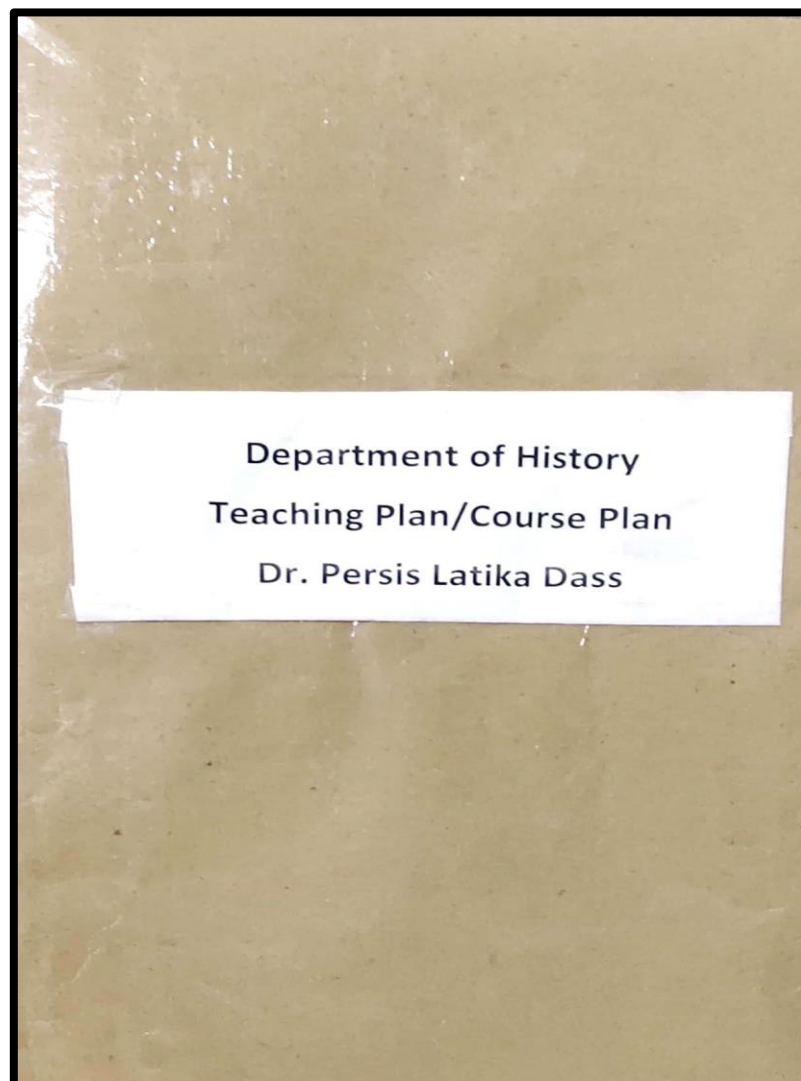 Department of History
Teaching Plan/Course Plan
Dr. Persis Latika Dass